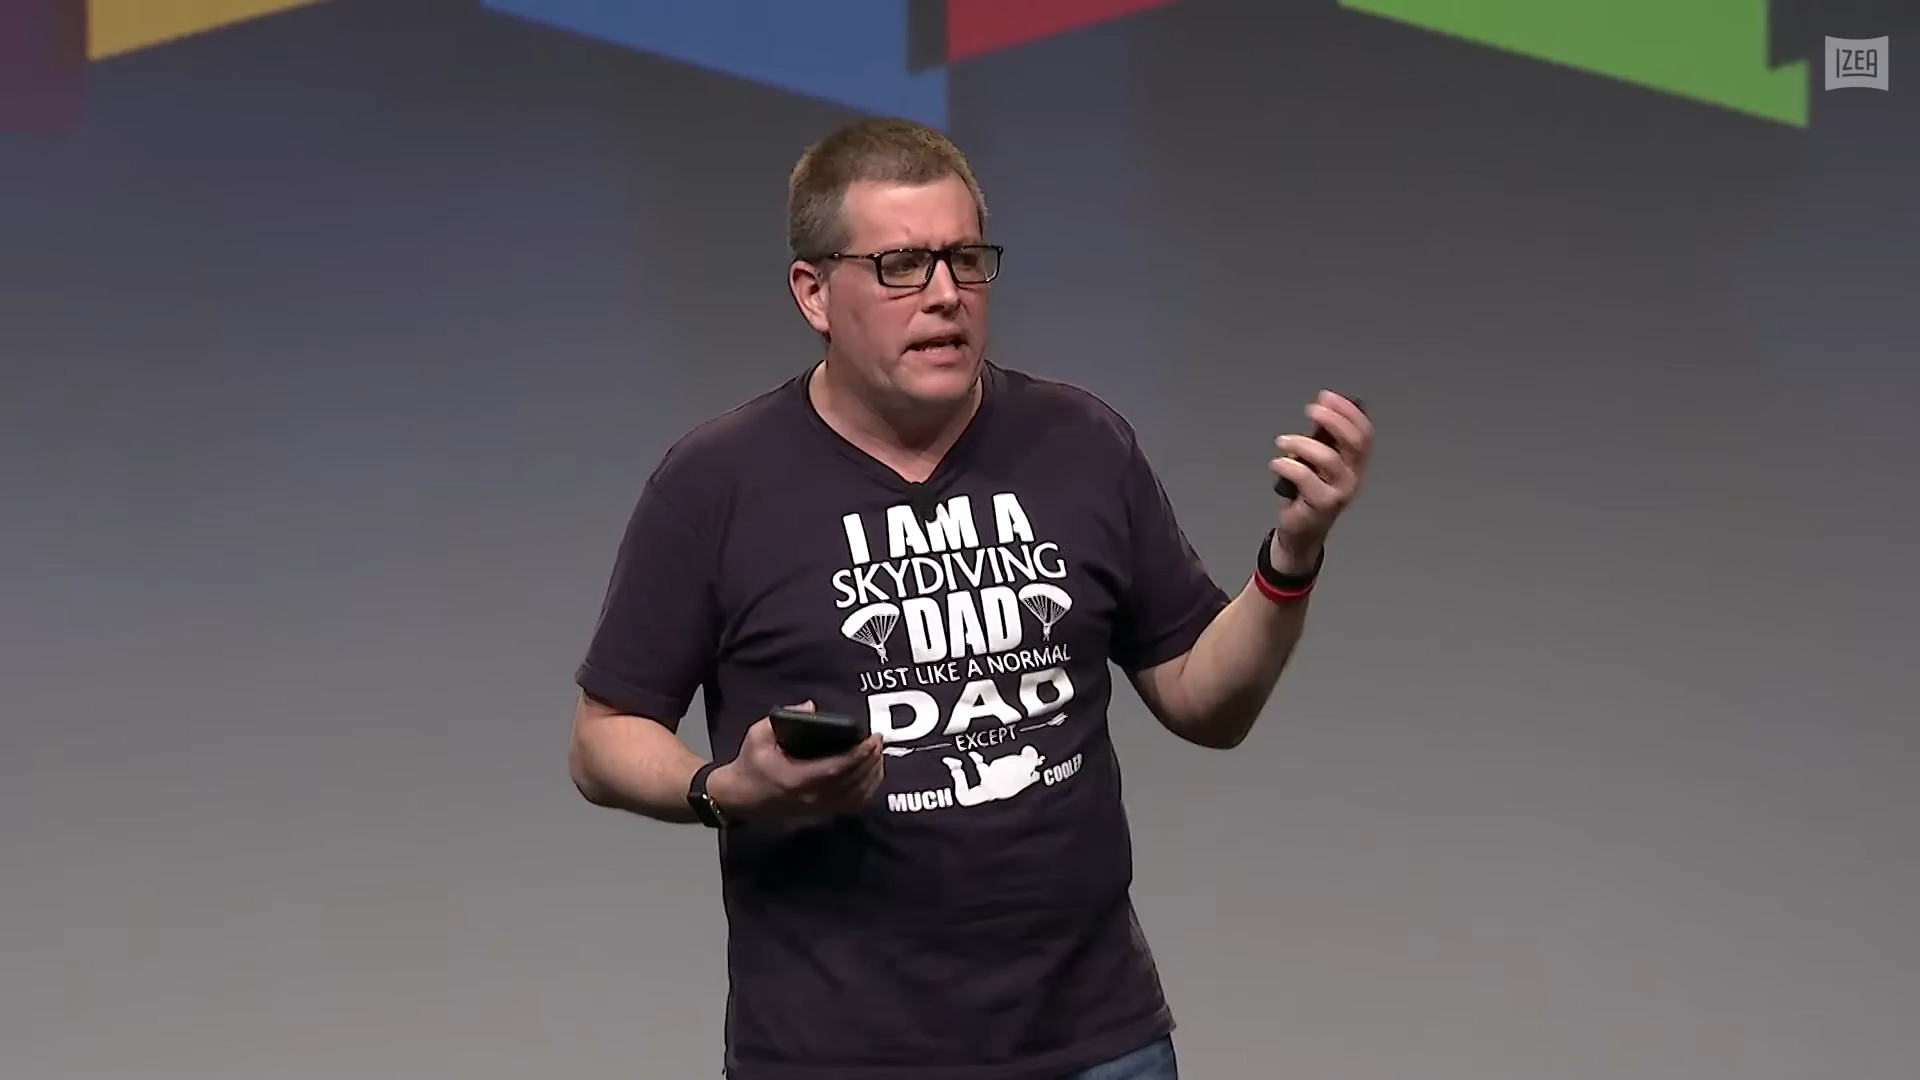 IZEA
I AM A
SKYDIVING
DAD
JUST LIKE A NORMAL
DAD
EXCEPT
MUCH COOLER